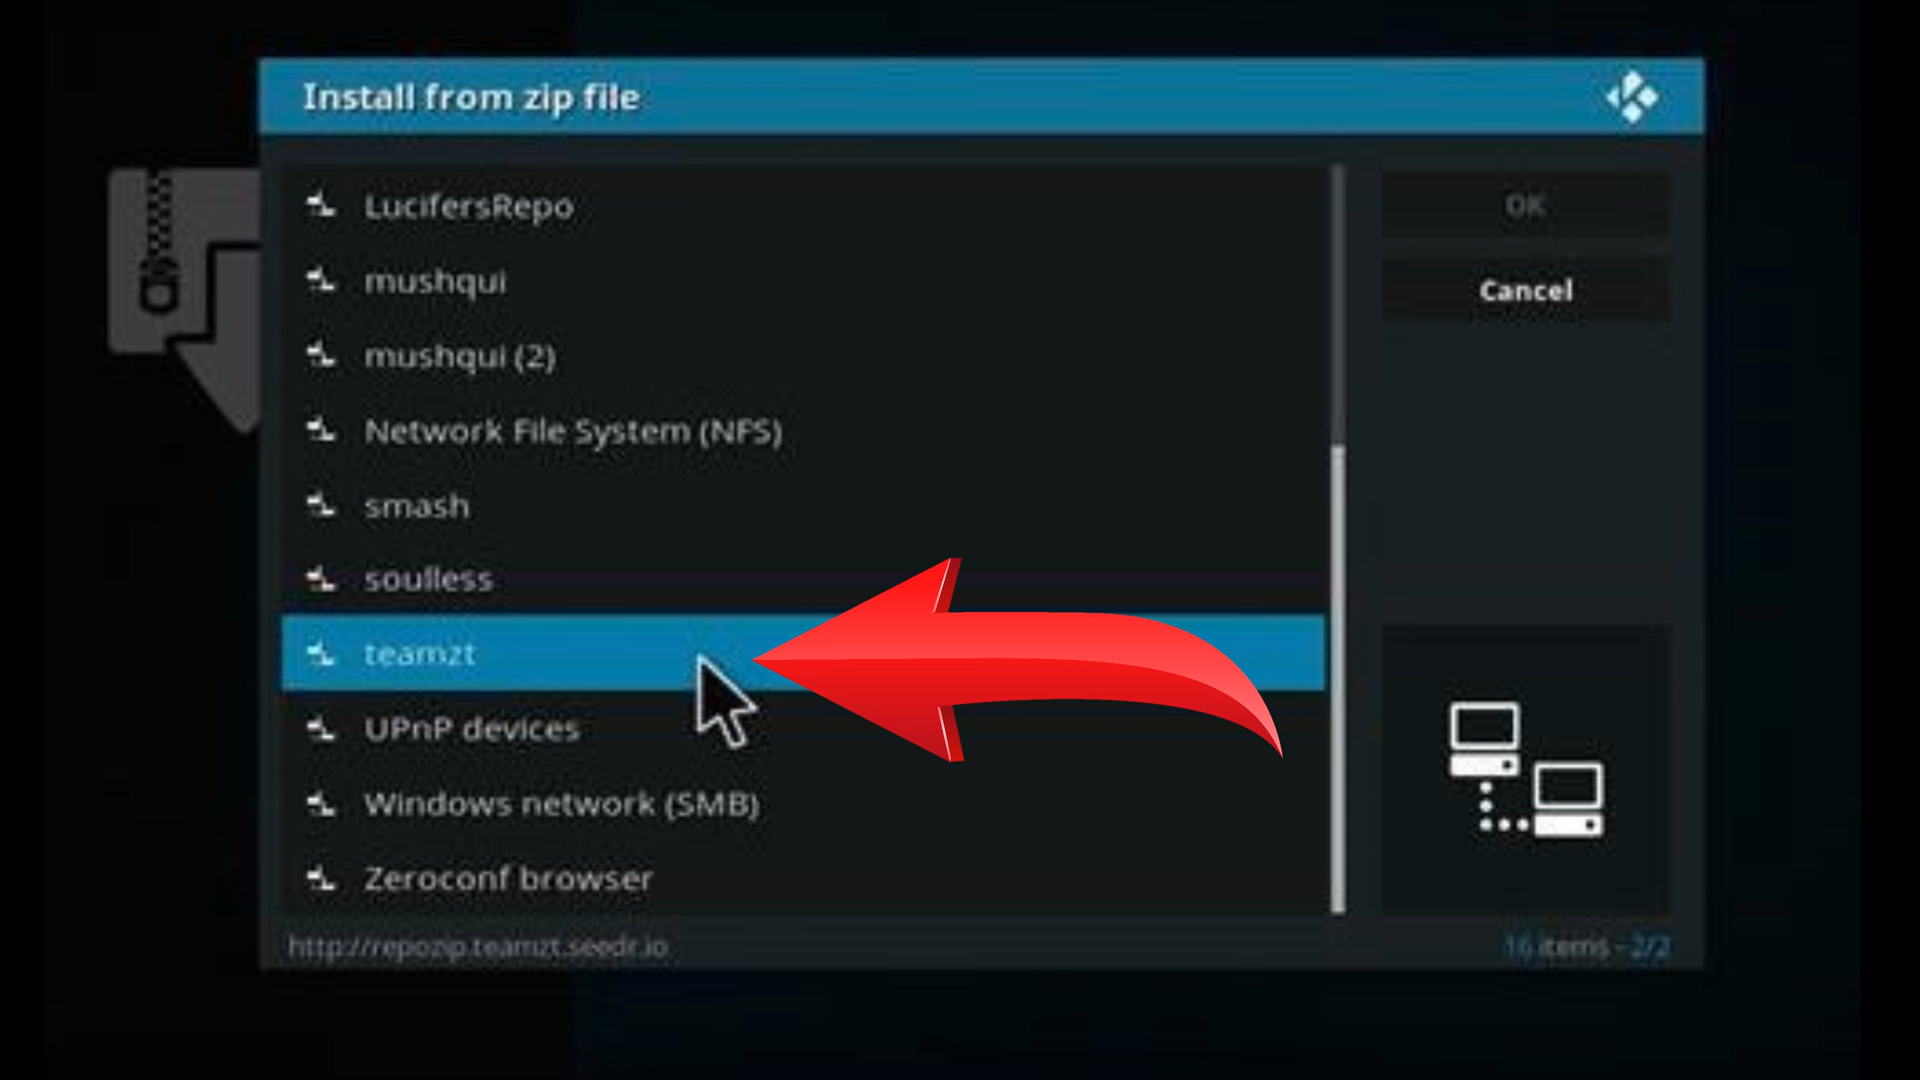 Install from zip file
LucifersRepo
mushqui
mushqui (2)
Network File System (NFS)
smash
soulless
teamzt
UPnP devices
Windows network (SMB)
Zeroconf browser
http://repozip.teamzt.seedr.io
OK
Cancel
16 items - 2/2